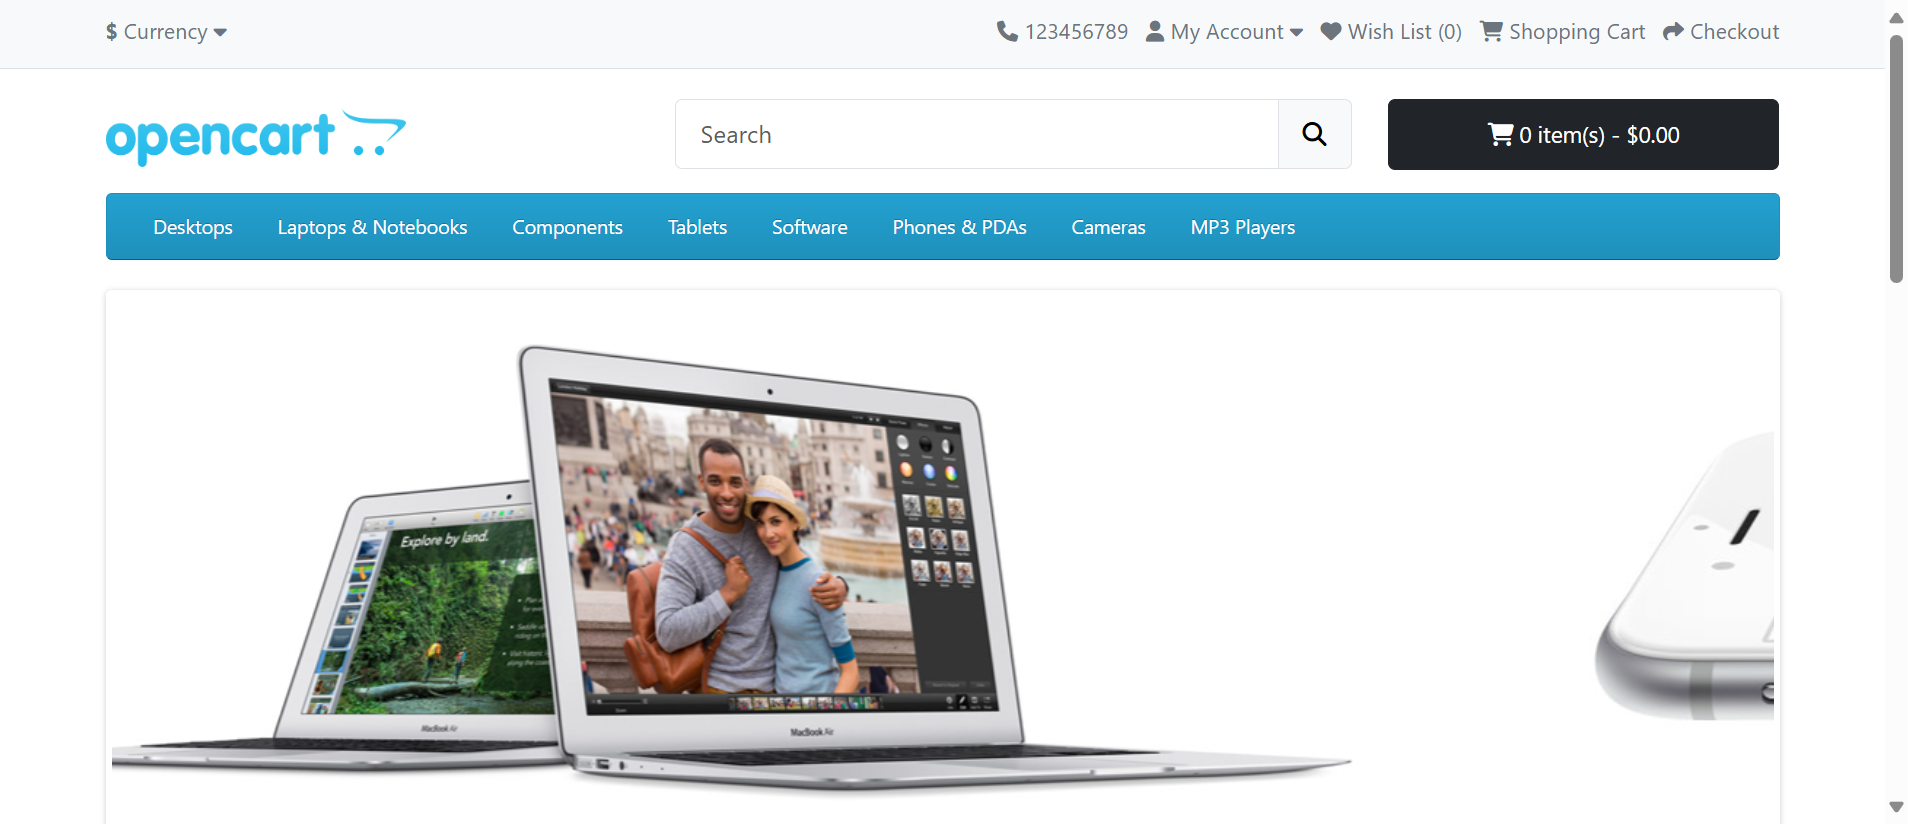 $ Currency
123456789 My Account Wish List (0) Shopping Cart Checkout
opencart
Search
0 item(s) - $0.00
Desktops Laptops & Notebooks Components Tablets Software Phones & PDAs Cameras MP3 Players
Explore by land.
MacBook Air
MacBook Air